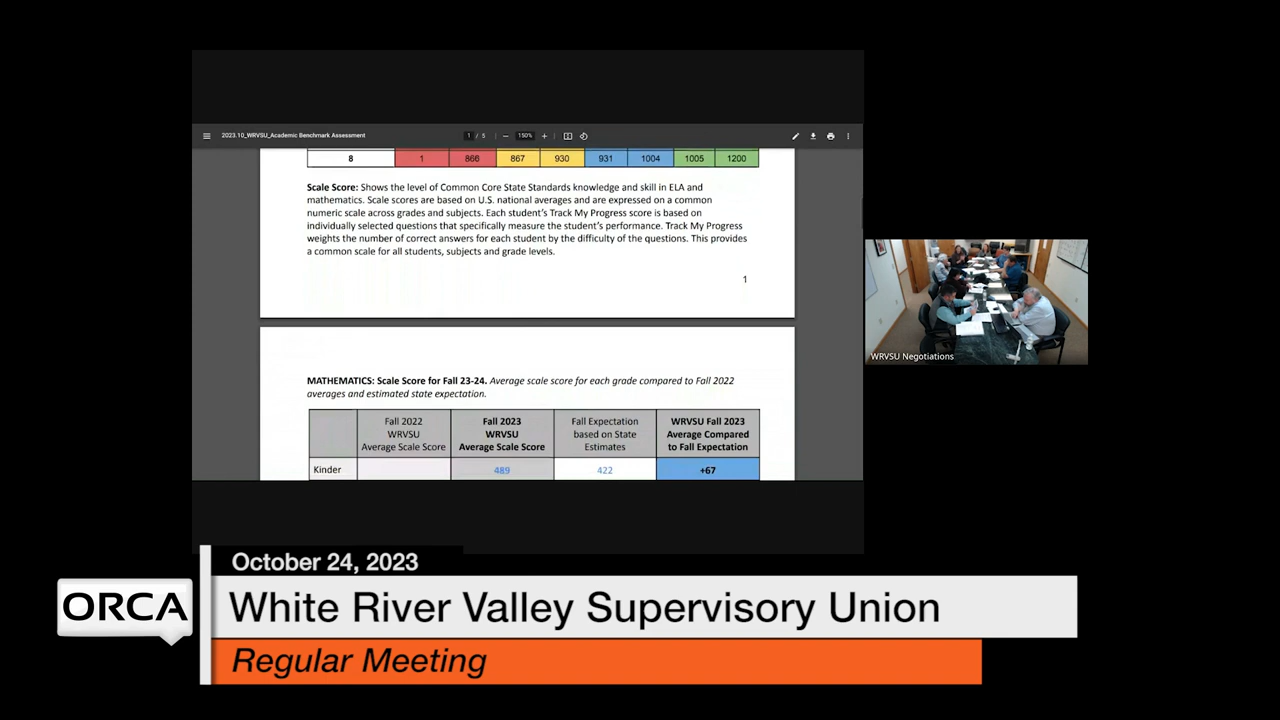 2023.10_WRVSU_Academic Benchmark Assessment
1 / 5
150%
8 1 866 867 930 931 1004 1005 1200
Scale Score: Shows the level of Common Core State Standards knowledge and skill in ELA and
mathematics. Scale scores are based on U.S. national averages and are expressed on a common
numeric scale across grades and subjects. Each student's Track My Progress score is based on
individually selected questions that specifically measure the student's performance. Track My Progress
weights the number of correct answers for each student by the difficulty of the questions. This provides
a common scale for all students, subjects and grade levels.
1
MATHEMATICS: Scale Score for Fall 23-24. Average scale score for each grade compared to Fall 2022
averages and estimated state expectation.
Fall 2022
WRVSU
Average Scale Score
Fall 2023
WRVSU
Average Scale Score
Fall Expectation
based on State
Estimates
WRVSU Fall 2023
Average Compared
to Fall Expectation
Kinder 489 422 +67
WRVSU Negotiations
October 24, 2023
ORCA
White River Valley Supervisory Union
Regular Meeting